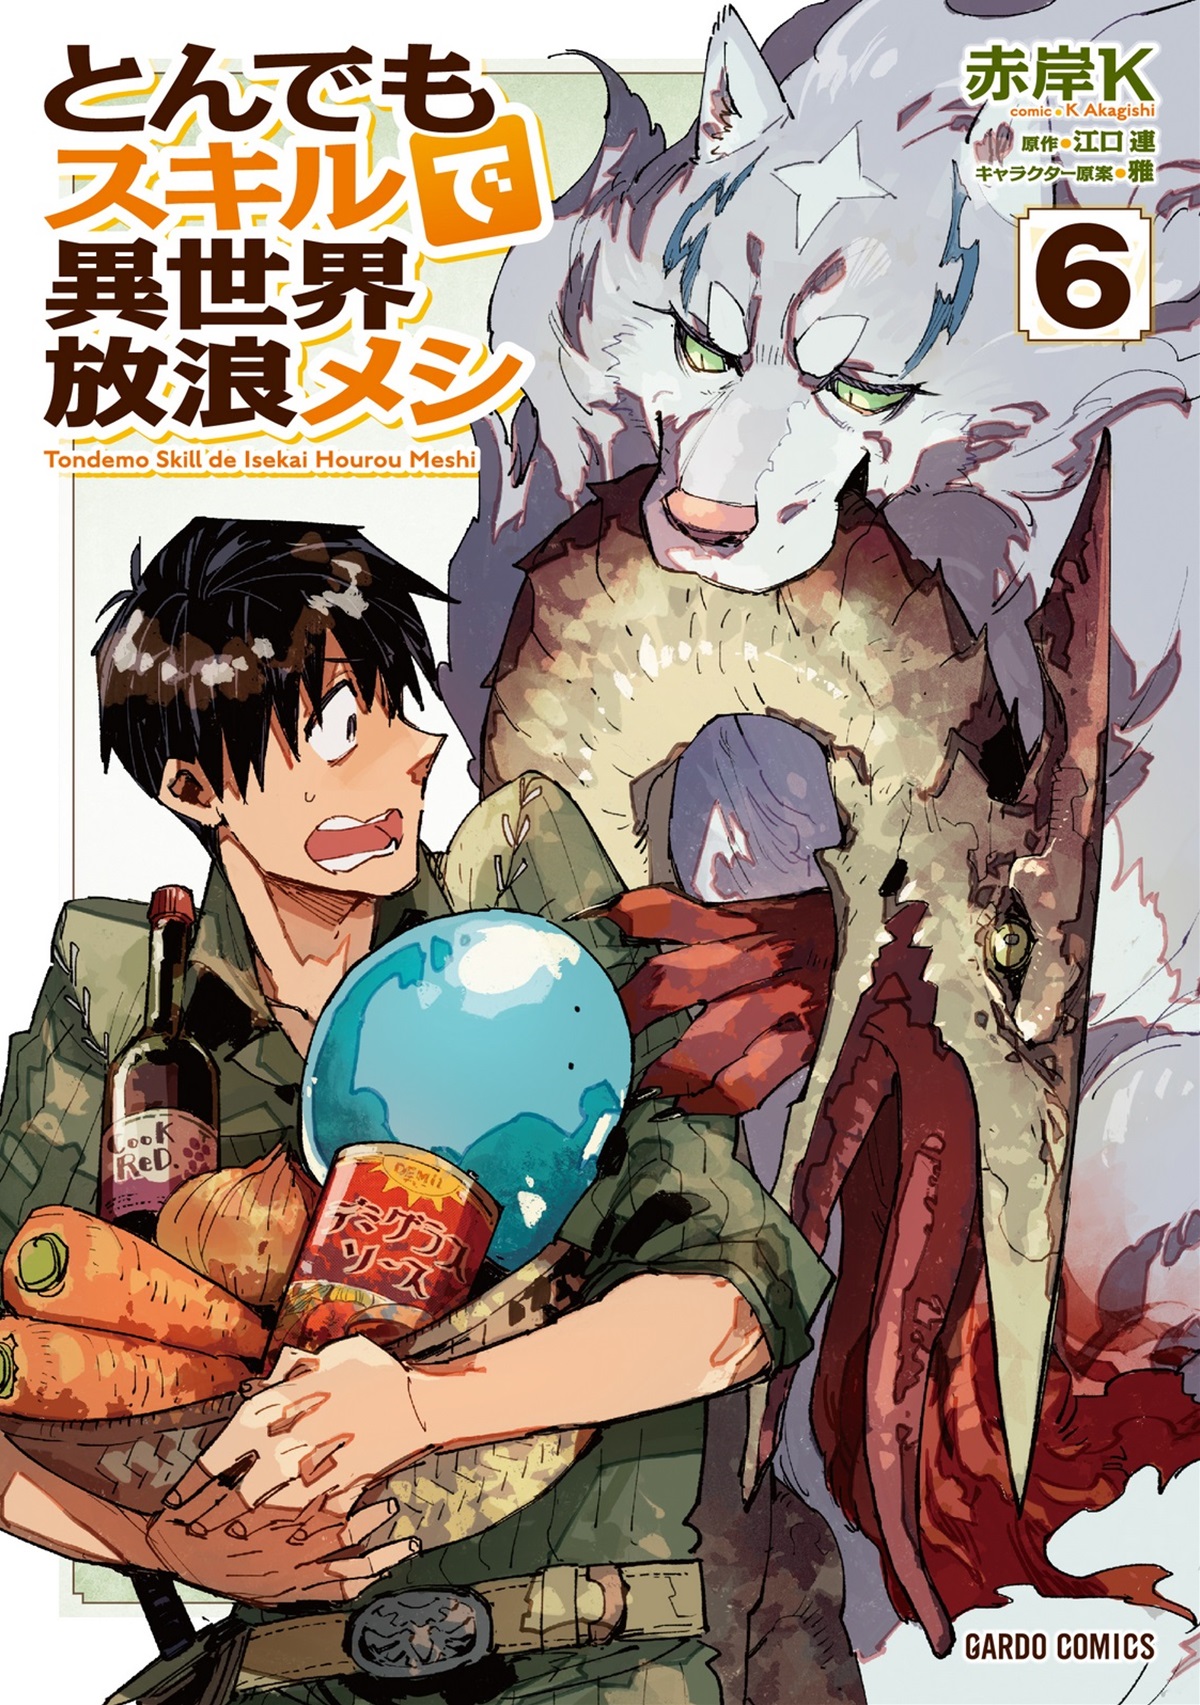 とんでも
スキルで
異世界
放浪メシ
Tondemo Skill de Isekai Hourou Meshi
赤岸K
comic・K Akagishi
原作・江口 連
キャラクター原案・雅
6
CooK
ReD.
DEMil
デミグラス
ソース
GARDO COMICS